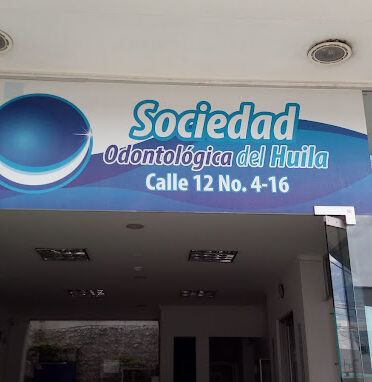 Sociedad
Odontológica del Huila
Calle 12 No. 4-16